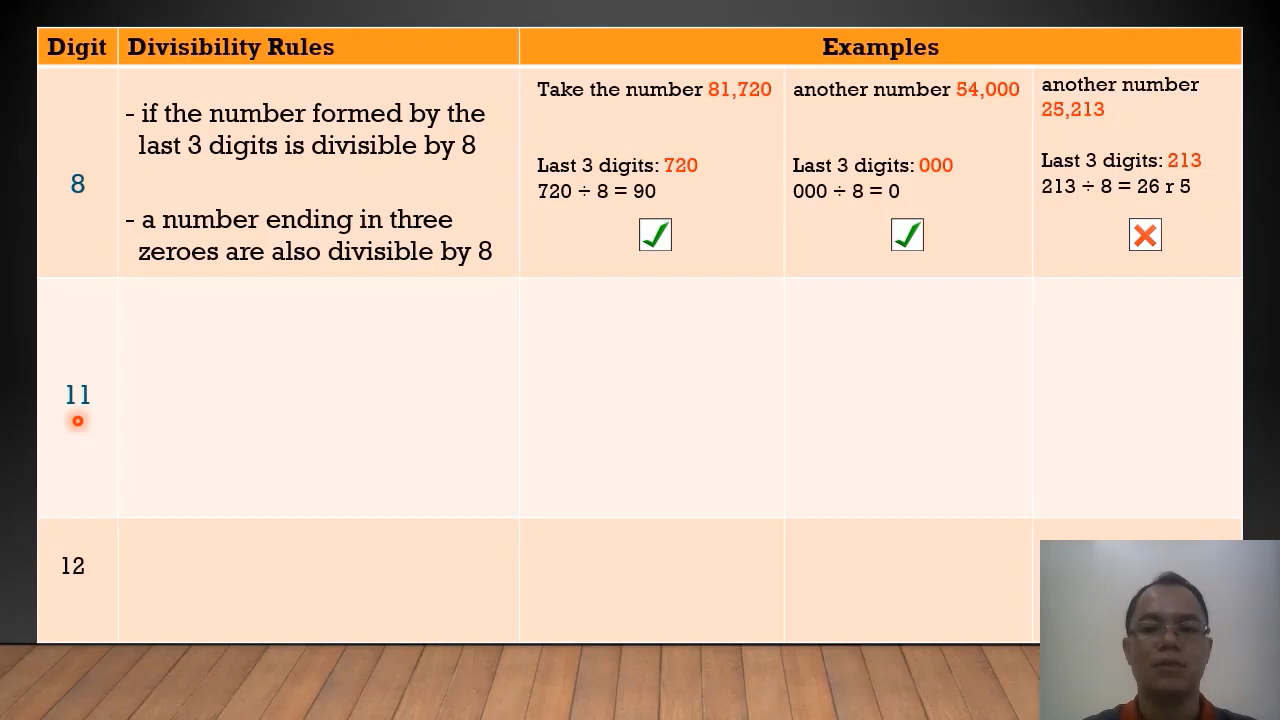 Digit
Divisibility Rules
Examples
8
- if the number formed by the
last 3 digits is divisible by 8
- a number ending in three
zeroes are also divisible by 8
Take the number 81,720
Last 3 digits: 720
720 ÷ 8 = 90
another number 54,000
Last 3 digits: 000
000 ÷ 8 = 0
another number
25,213
Last 3 digits: 213
213 ÷ 8 = 26 r 5
11
12